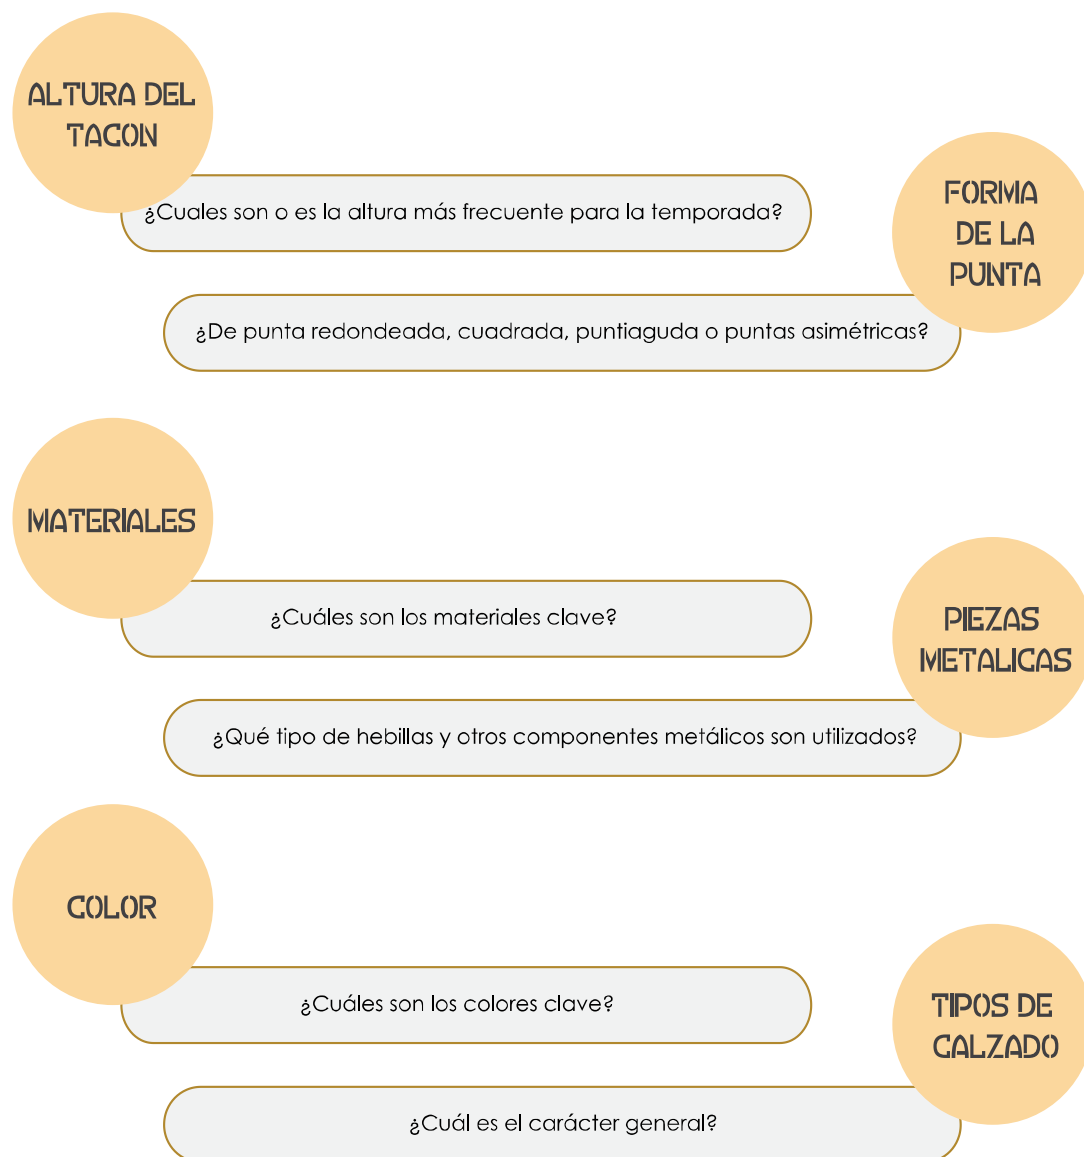 ALTURA DEL
TACON
¿Cuales son o es la altura más frecuente para la temporada?
FORMA
DE LA
PUNTA
¿De punta redondeada, cuadrada, puntiaguda o puntas asimétricas?
MATERIALES
¿Cuáles son los materiales clave?
PIEZAS
METALICAS
¿Qué tipo de hebillas y otros componentes metálicos son utilizados?
COLOR
¿Cuáles son los colores clave?
TIPOS DE
CALZADO
¿Cuál es el carácter general?